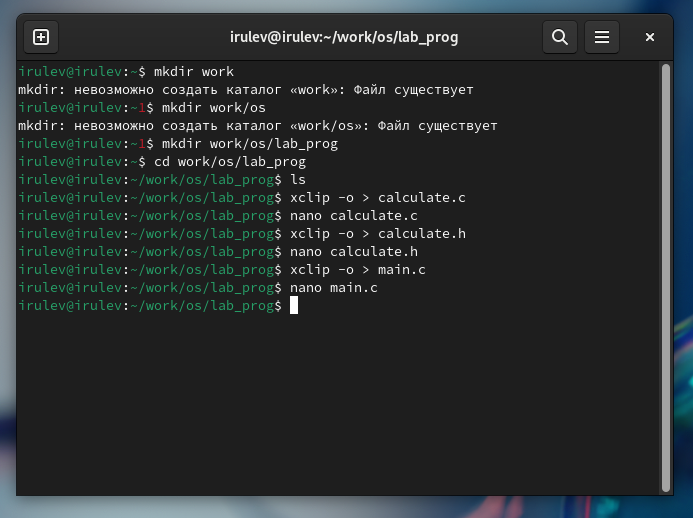 irulev@irulev:~/work/os/lab_prog
irulev@irulev:~$ mkdir work
mkdir: невозможно создать каталог «work»: Файл существует
irulev@irulev:~1$ mkdir work/os
mkdir: невозможно создать каталог «work/os»: Файл существует
irulev@irulev:~1$ mkdir work/os/lab_prog
irulev@irulev:~$ cd work/os/lab_prog
irulev@irulev:~/work/os/lab_prog$ ls
irulev@irulev:~/work/os/lab_prog$ xclip -o > calculate.c
irulev@irulev:~/work/os/lab_prog$ nano calculate.c
irulev@irulev:~/work/os/lab_prog$ xclip -o > calculate.h
irulev@irulev:~/work/os/lab_prog$ nano calculate.h
irulev@irulev:~/work/os/lab_prog$ xclip -o > main.c
irulev@irulev:~/work/os/lab_prog$ nano main.c
irulev@irulev:~/work/os/lab_prog$